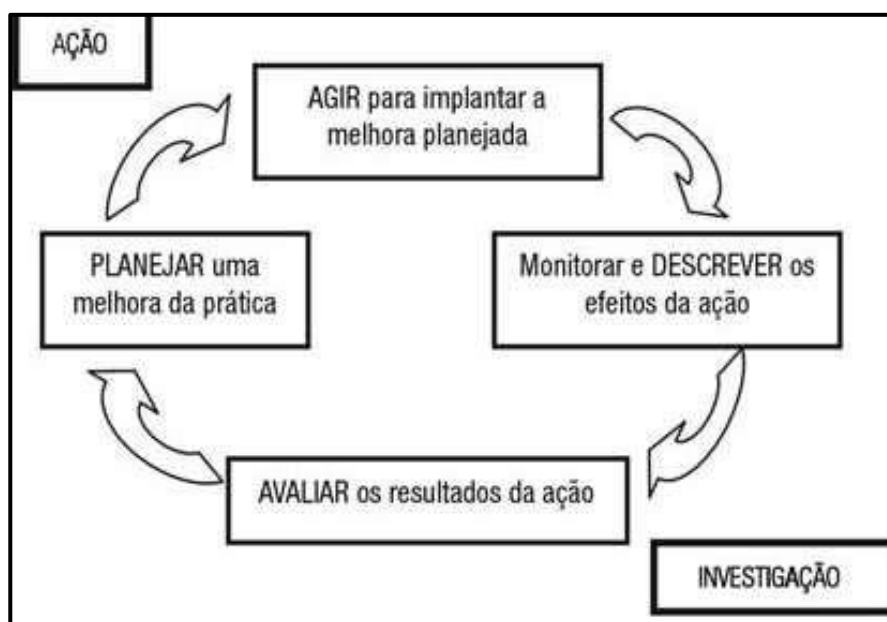 AÇÃO
AGIR para implantar a
melhora planejada
PLANEJAR uma
melhora da prática
Monitorar e DESCREVER os
efeitos da ação
AVALIAR os resultados da ação
INVESTIGAÇÃO